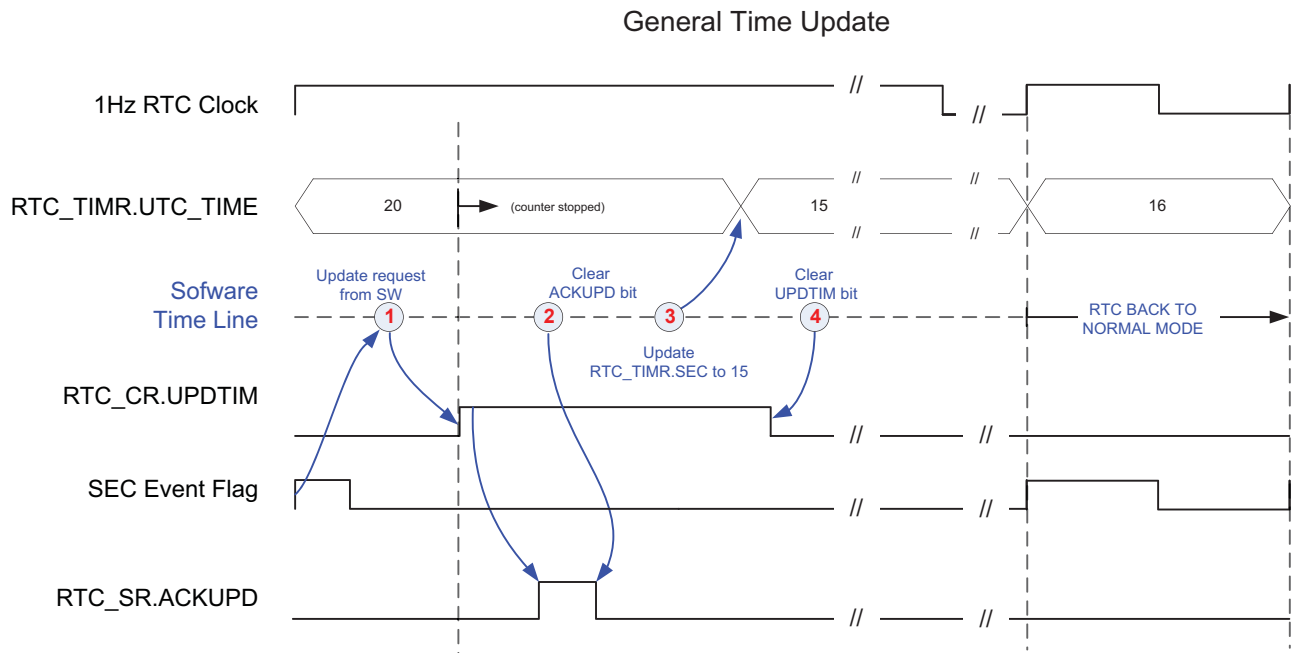 General Time Update
1Hz RTC Clock
//
//
RTC_TIMR.UTC_TIME
20
(counter stopped)
15
16
//
//
//
//
Sofware
Time Line
Update request
from SW
1
Clear
ACKUPD bit
2
3
Update
RTC_TIMR.SEC to 15
Clear
UPDTIM bit
4
RTC BACK TO
NORMAL MODE
RTC_CR.UPDTIM
//
//
SEC Event Flag
//
//
RTC_SR.ACKUPD
//
//